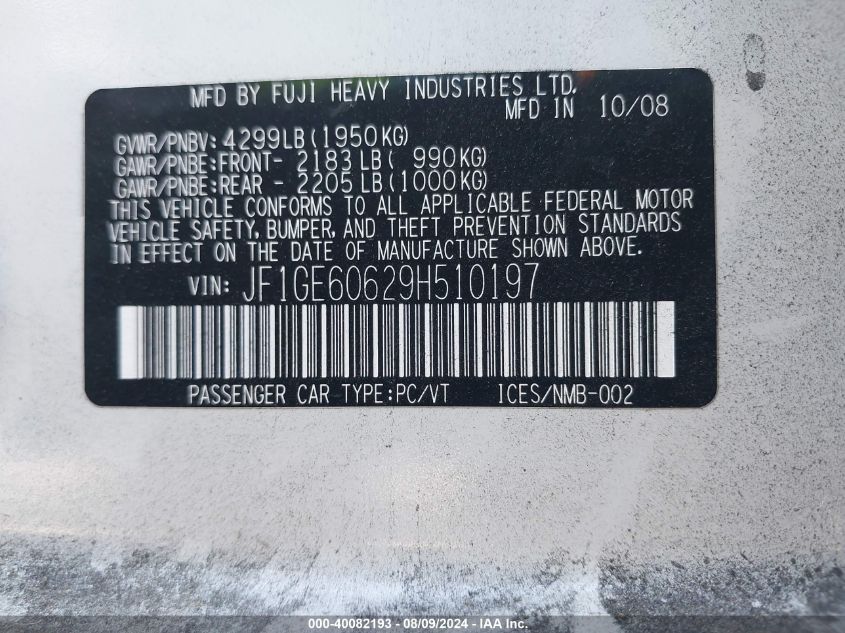 MFD BY FUJI HEAVY INDUSTRIES LTD.
MFD IN 10/08
GVWR/PNBV: 4299LB (1950KG)
GAWR/PNBE:FRONT- 2183 LB ( 990KG)
GAWR/PNBE:REAR - 2205 LB (1000KG)
THIS VEHICLE CONFORMS TO ALL APPLICABLE FEDERAL MOTOR
VEHICLE SAFETY, BUMPER, AND THEFT PREVENTION STANDARDS
IN EFFECT ON THE DATE OF MANUFACTURE SHOWN ABOVE.
VIN: JF1GE60629H510197
PASSENGER CAR TYPE:PC/VT ICES/NMB-002
000-40082193 - 08/09/2024 - IAA Inc.